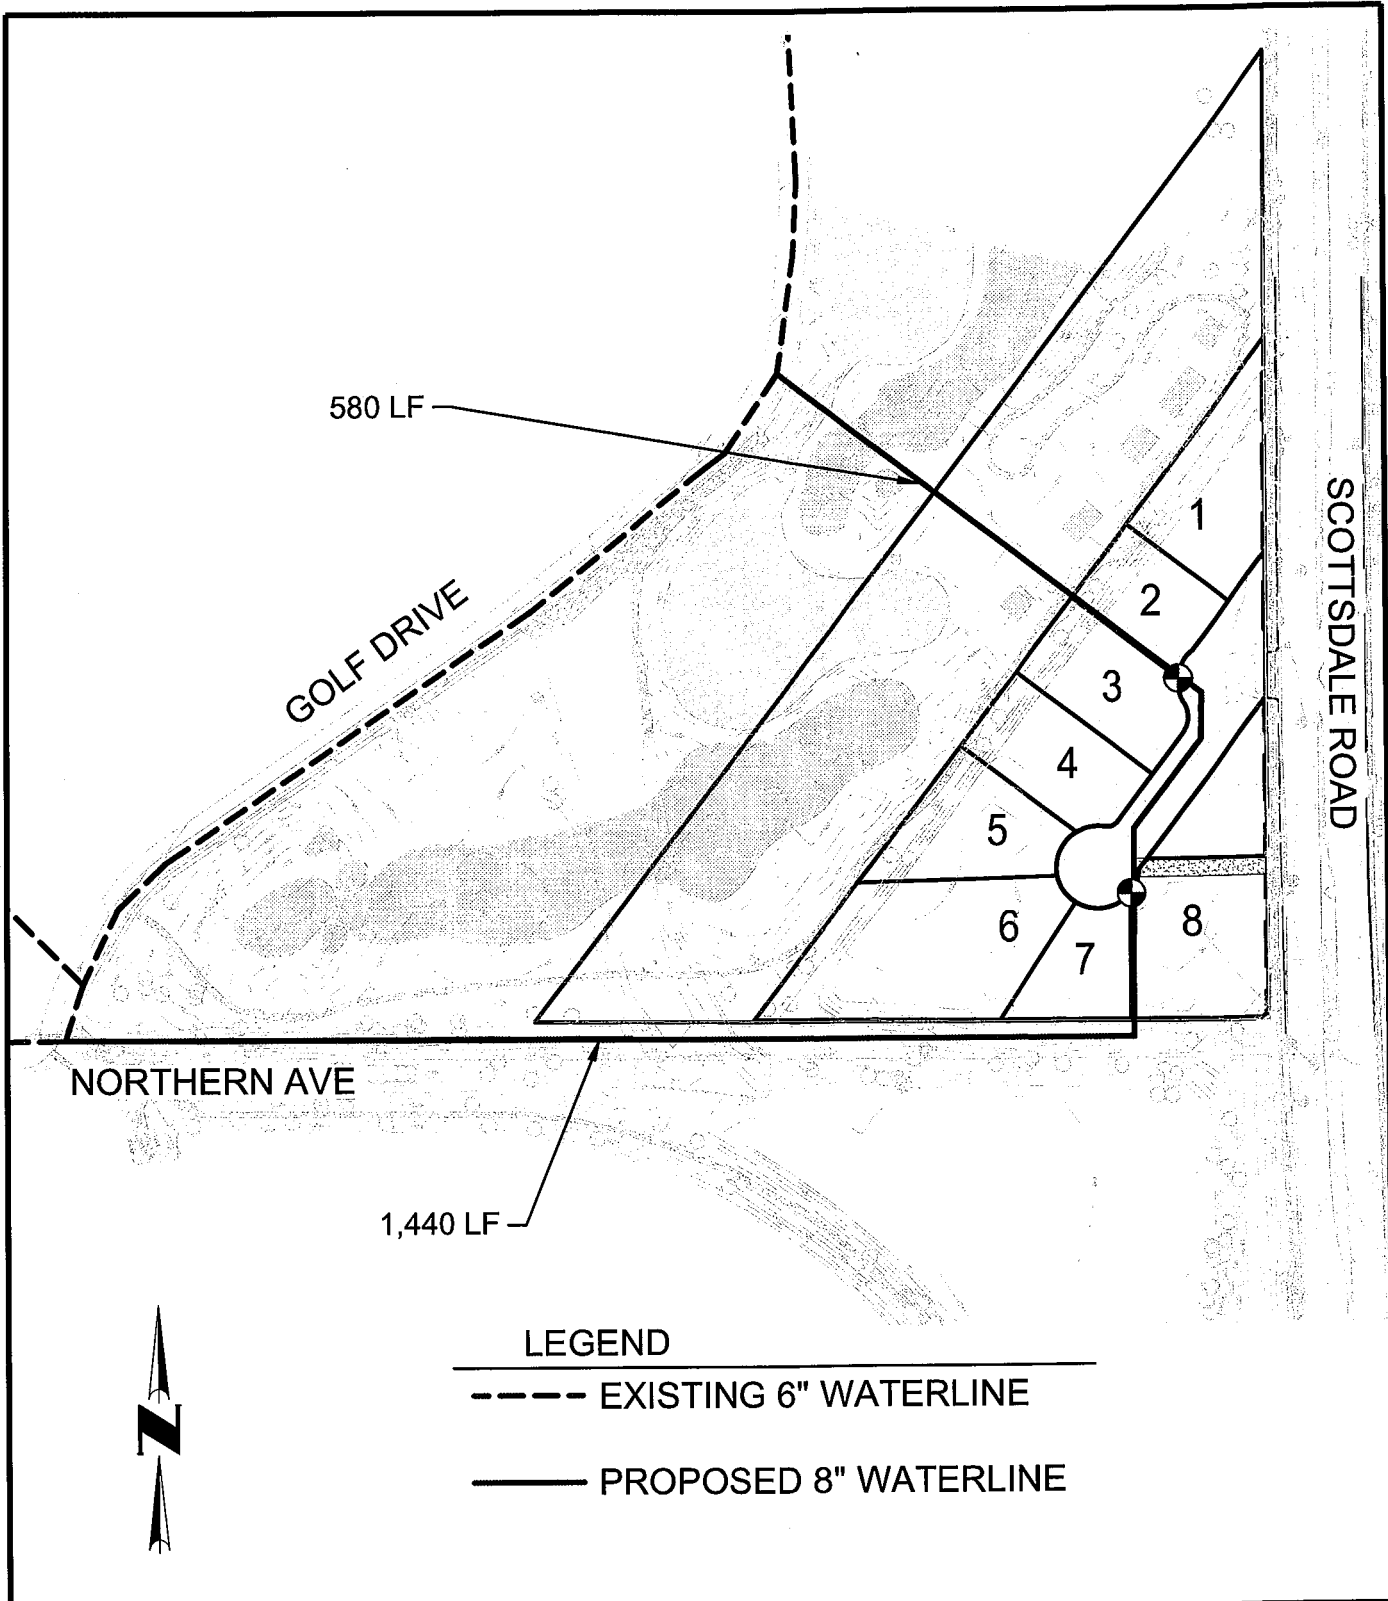 580 LF
GOLF DRIVE
SCOTTSDALE ROAD
1
2
3
4
5
6
7
8
NORTHERN AVE
1,440 LF
N
LEGEND
EXISTING 6" WATERLINE
PROPOSED 8" WATERLINE